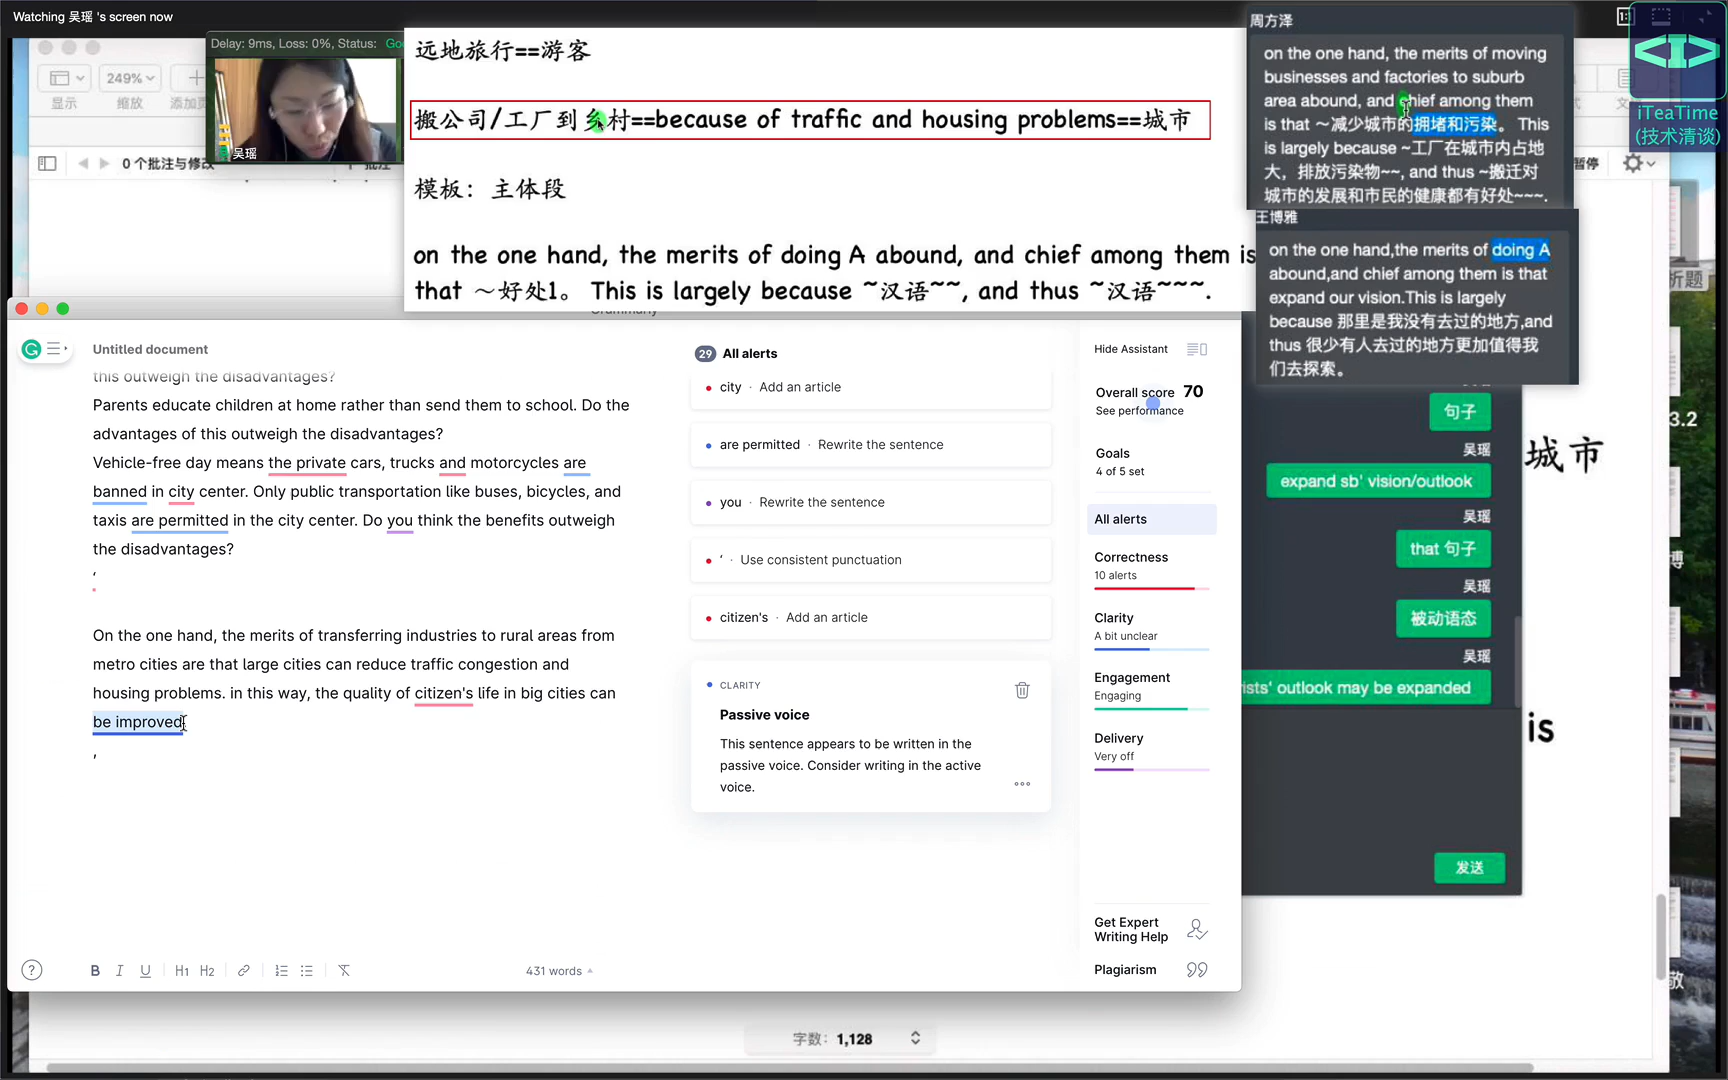 Watching 吴瑶 's screen now
Delay: 9ms, Loss: 0%, Status:
249%
显示
缩放
吴瑶
0 个批注与修改
远地旅行==游客
搬公司/工厂到乡村==because of traffic and housing problems==城市
模板：主体段
on the one hand, the merits of doing A abound, and chief among them is
that ～好处1。 This is largely because ~汉语~~, and thus ~汉语~~~.
周方泽
on the one hand, the merits of moving
businesses and factories to suburb
area abound, and chief among them
is that ～减少城市的拥堵和污染。 This
is largely because ~工厂在城市内占地
大，排放污染物~~, and thus ~搬迁对
城市的发展和市民的健康都有好处~~~.
王博雅
on the one hand,the merits of doing A
abound,and chief among them is that
expand our vision.This is largely
because 那里是我没有去过的地方,and
thus 很少有人去过的地方更加值得我
们去探索。
iTeaTime
(技术清谈)
暂停
折题
Untitled document
this outweigh the disadvantages?
Parents educate children at home rather than send them to school. Do the
advantages of this outweigh the disadvantages?
Vehicle-free day means the private cars, trucks and motorcycles are
banned in city center. Only public transportation like buses, bicycles, and
taxis are permitted in the city center. Do you think the benefits outweigh
the disadvantages?
‘
On the one hand, the merits of transferring industries to rural areas from
metro cities are that large cities can reduce traffic congestion and
housing problems. in this way, the quality of citizen's life in big cities can
be improved
,
29 All alerts
city · Add an article
are permitted · Rewrite the sentence
you · Rewrite the sentence
‘ · Use consistent punctuation
citizen's · Add an article
CLARITY
Passive voice
This sentence appears to be written in the
passive voice. Consider writing in the active
voice.
Hide Assistant
Overall score 70
See performance
Goals
4 of 5 set
All alerts
Correctness
10 alerts
Clarity
A bit unclear
Engagement
Engaging
Delivery
Very off
Get Expert
Writing Help
Plagiarism
句子
吴瑶
expand sb' vision/outlook
吴瑶
that 句子
吴瑶
被动语态
吴瑶
ists' outlook may be expanded
发送
3.2
城市
is
B I U H1 H2
431 words
字数： 1,128